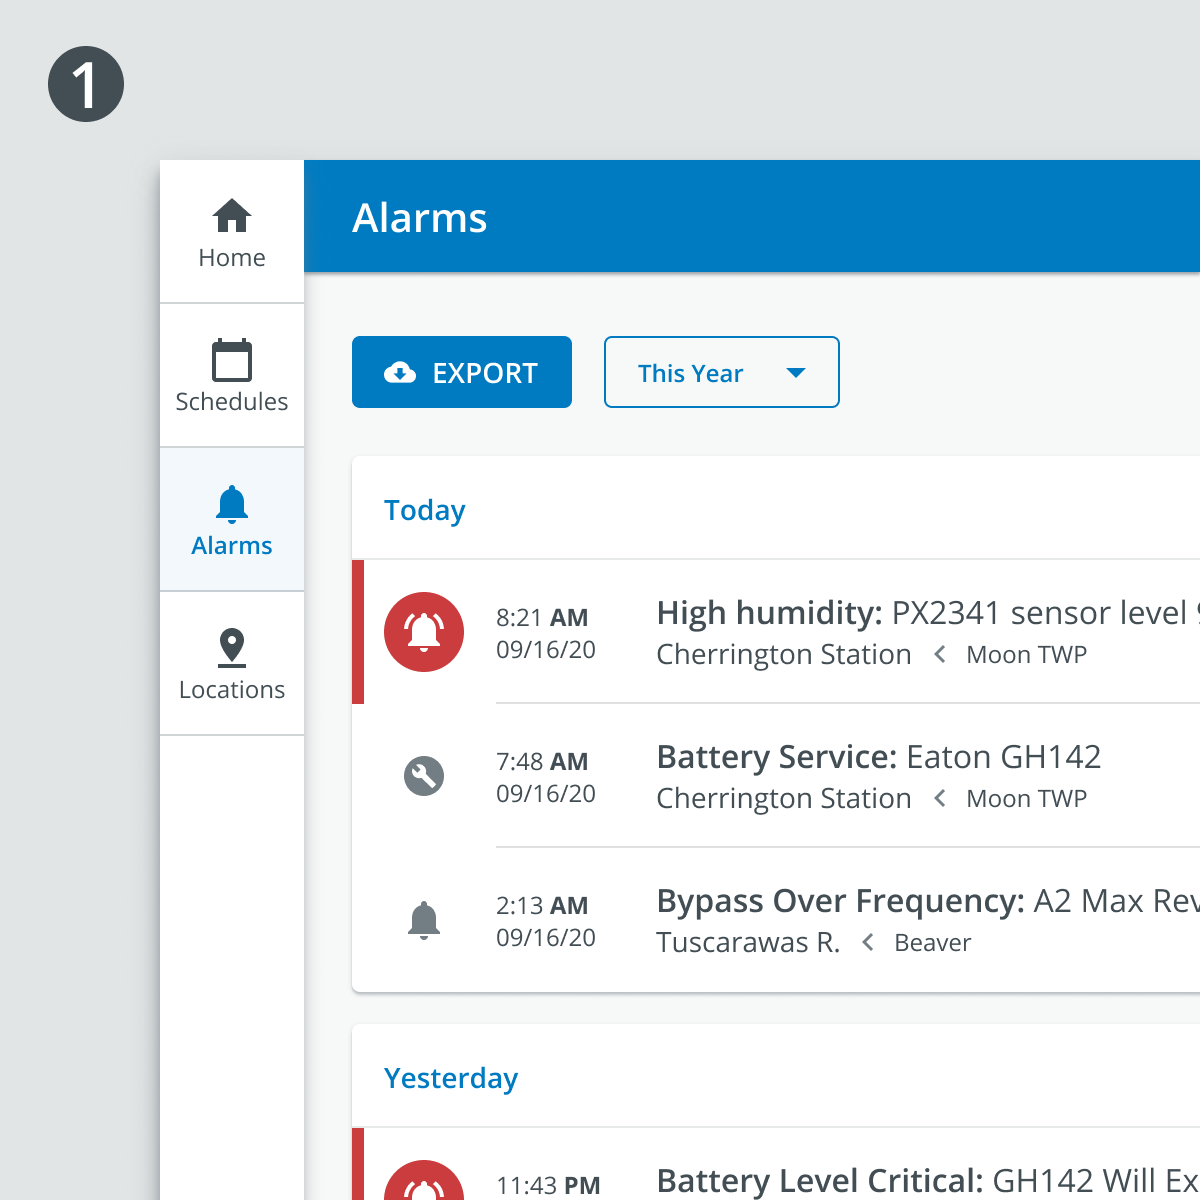 1
Home
Schedules
Alarms
Locations
Alarms
EXPORT
This Year
Today
8:21 AM
09/16/20
High humidity: PX2341 sensor level
Cherrington Station < Moon TWP
7:48 AM
09/16/20
Battery Service: Eaton GH142
Cherrington Station < Moon TWP
2:13 AM
09/16/20
Bypass Over Frequency: A2 Max Rev
Tuscarawas R. < Beaver
Yesterday
11:43 PM
Battery Level Critical: GH142 Will Ex